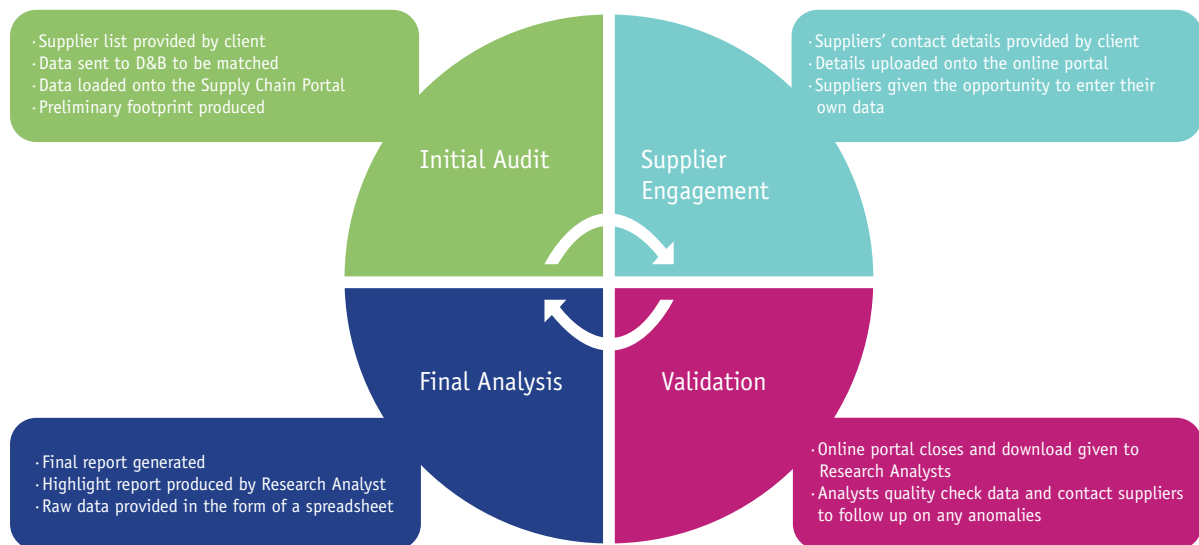 · Supplier list provided by client
· Data sent to D&B to be matched
· Data loaded onto the Supply Chain Portal
· Preliminary footprint produced
Initial Audit
· Suppliers’ contact details provided by client
· Details uploaded onto the online portal
· Suppliers given the opportunity to enter their
own data
Supplier
Engagement
Final Analysis
· Final report generated
· Highlight report produced by Research Analyst
· Raw data provided in the form of a spreadsheet
Validation
· Online portal closes and download given to
Research Analysts
· Analysts quality check data and contact suppliers
to follow up on any anomalies